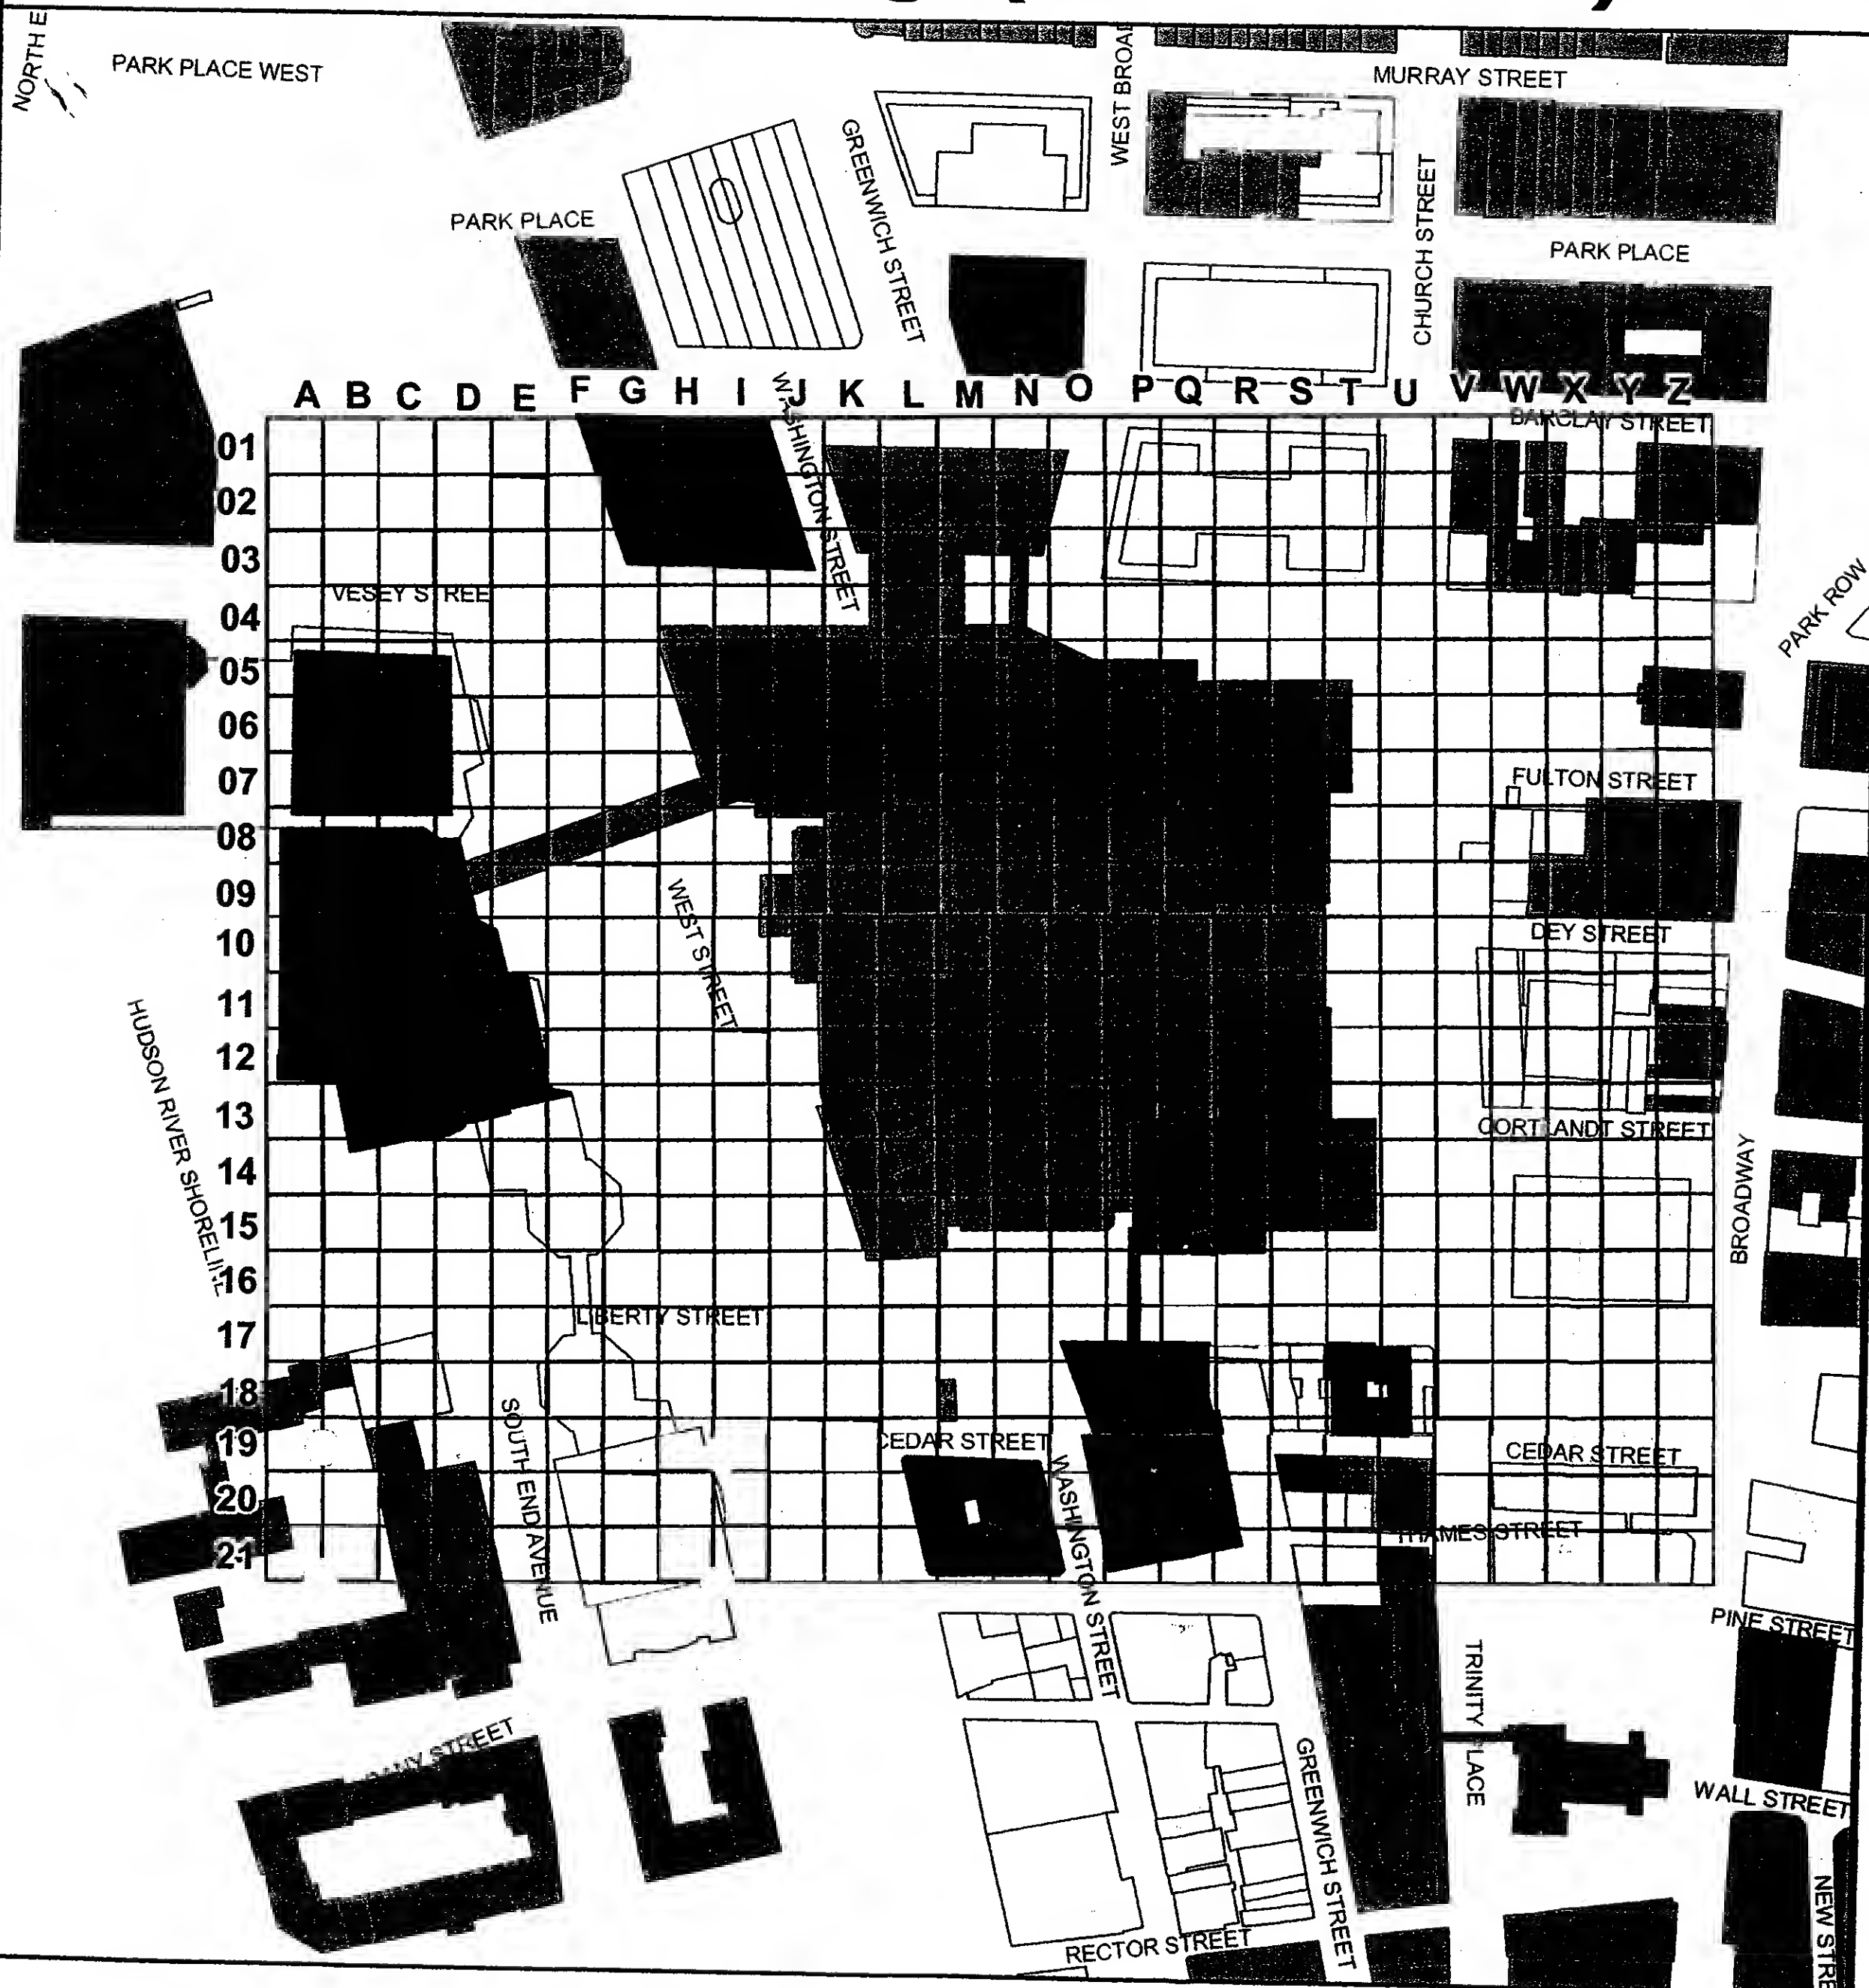 NORTH E
PARK PLACE WEST
MURRAY STREET
WEST BROAD
GREENWICH STREET
CHURCH STREET
PARK PLACE
PARK PLACE
A B C D E F G H I J K L M N O P Q R S T U V W X Y Z
BARCLAY STREET
WASHINGTON STREET
01
02
03
VESEY STREE
04
PARK ROW
05
06
07
FULTON STREET
08
09
WEST STREET
10
DEY STREET
11
HUDSON RIVER SHORELINE
12
13
CORTLANDT STREET
14
BROADWAY
15
16
LIBERTY STREET
17
18
SOUTH END AVENUE
19
CEDAR STREET
CEDAR STREET
WASHINGTON STREET
20
THAMES STREET
21
PINE STREET
TRINITY PLACE
BANY STREET
GREENWICH STREET
WALL STREET
NEW STRE
RECTOR STREET